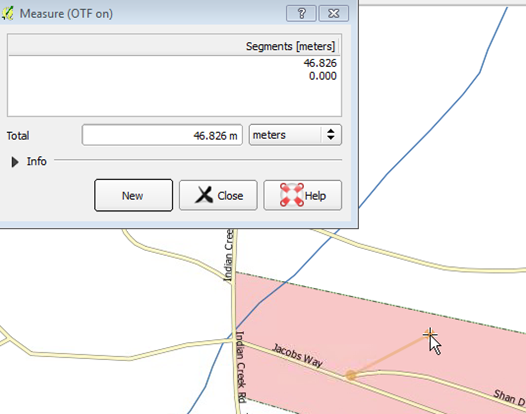 Measure (OTF on)
Segments [meters]
46.826
0.000
Total 46.826 m meters
Info
New Close Help
Indian Cree
Jacobs Way
Indian Creek Rd
Shan D